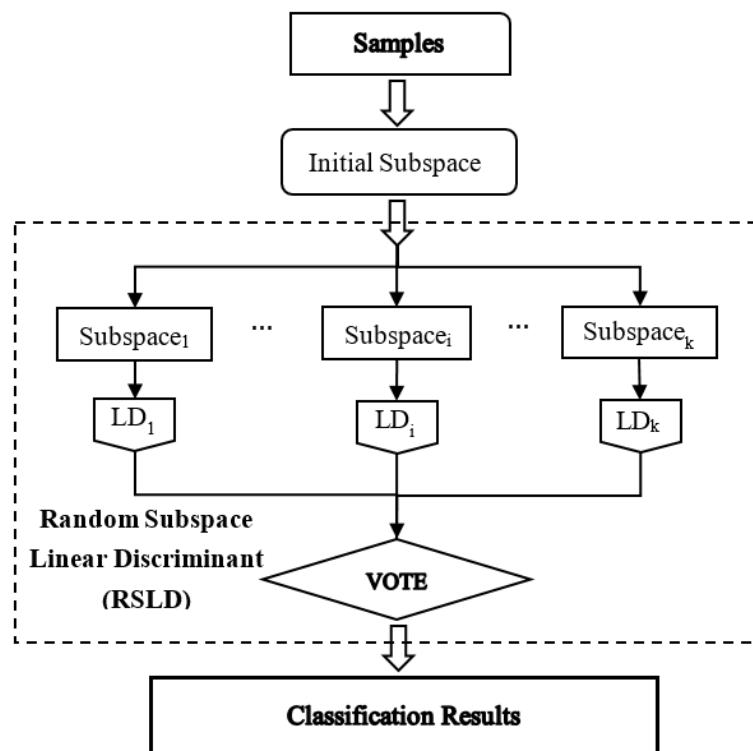 Samples
Initial Subspace
Subspace₁ ... Subspaceᵢ ... Subspaceₖ
LD₁ LDᵢ LDₖ
Random Subspace
Linear Discriminant
(RSLD)
VOTE
Classification Results